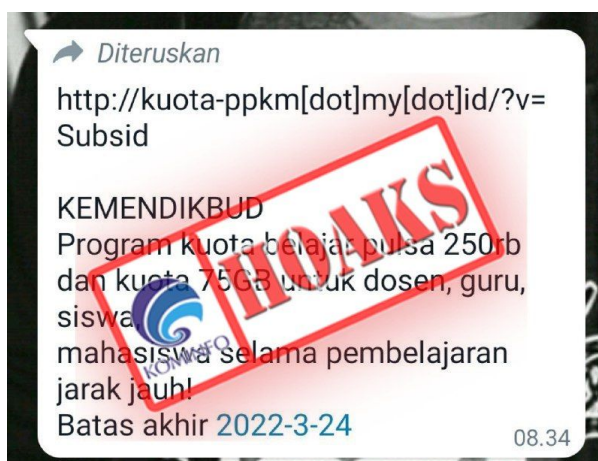 Diteruskan
http://kuota-ppkm[dot]my[dot]id/?v=
Subsid
KEMENDIKBUD
Program kuota belajar pulsa 250rb
dan kuota 75GB untuk dosen, guru,
siswa,
mahasiswa selama pembelajaran
jarak jauh!
Batas akhir 2022-3-24
08.34
KOMINFO
HOAKS